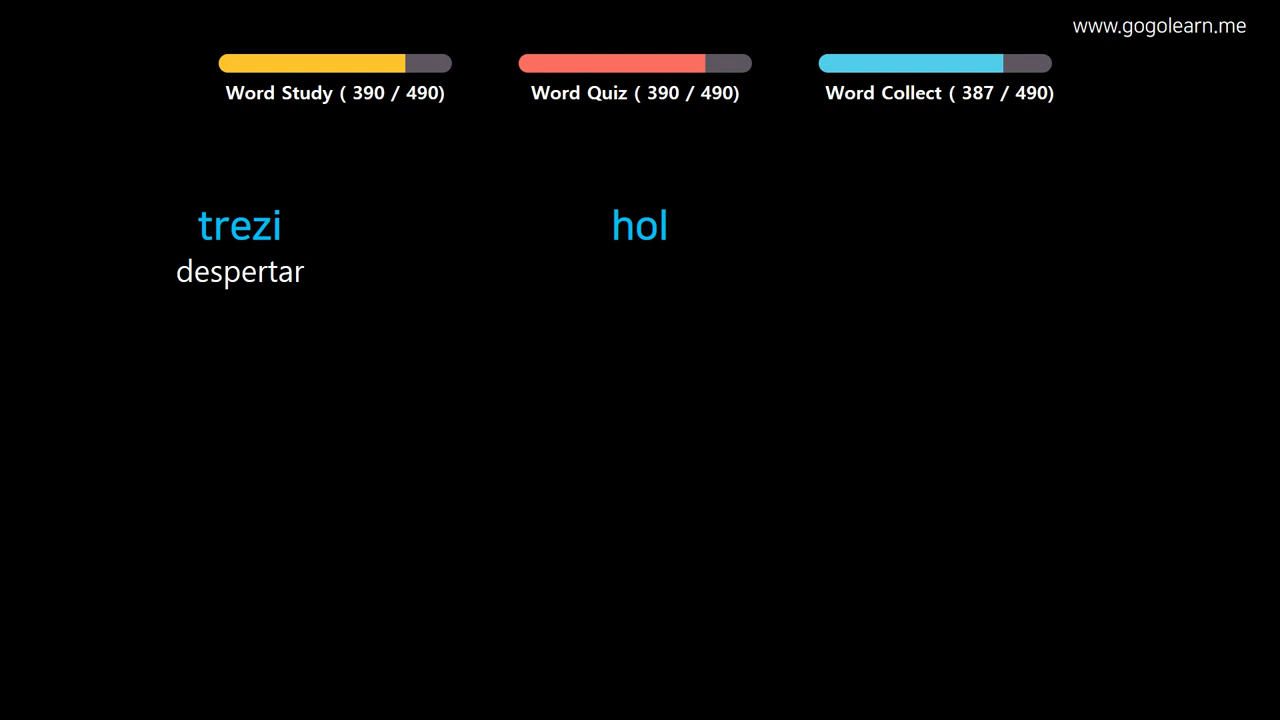 www.gogolearn.me
Word Study ( 390 / 490)
Word Quiz ( 390 / 490)
Word Collect ( 387 / 490)
trezi
hol
despertar